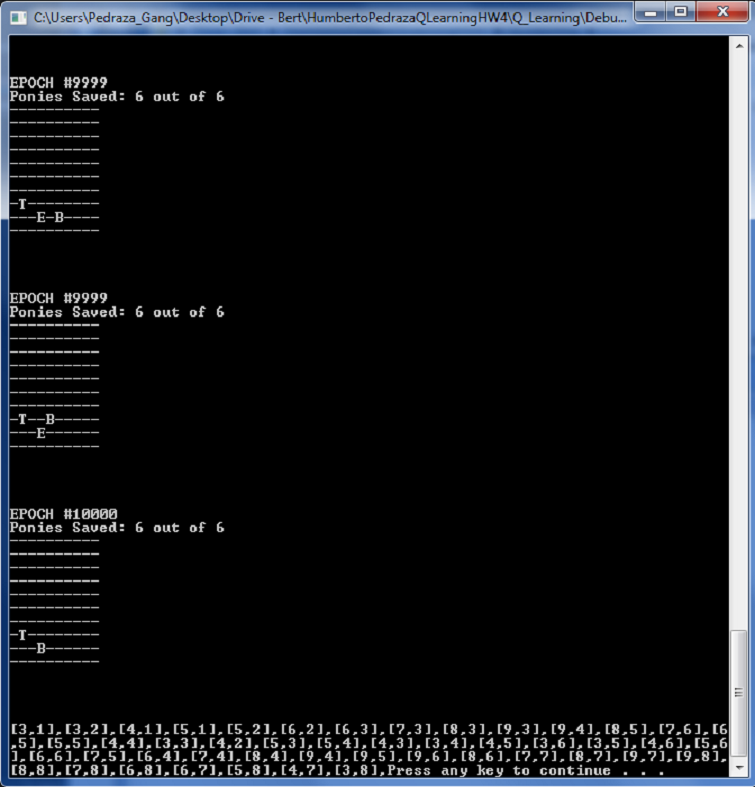 C:\Users\Pedraza_Gang\Desktop\Drive - Bert\HumbertoPedrazaQLearningHW4\Q_Learning\Debu...
EPOCH #9999
Ponies Saved: 6 out of 6
----------
----------
----------
----------
----------
----------
----------
-T--------
---E-B----
----------
EPOCH #9999
Ponies Saved: 6 out of 6
----------
----------
----------
----------
----------
----------
----------
-T--B-----
---E------
----------
EPOCH #10000
Ponies Saved: 6 out of 6
----------
----------
----------
----------
----------
----------
----------
-T--------
---B------
----------
[3,1],[3,2],[4,1],[5,1],[5,2],[6,2],[6,3],[7,3],[8,3],[9,3],[9,4],[8,5],[7,6],[6
,5],[5,5],[4,4],[3,3],[4,2],[5,3],[5,4],[4,3],[3,4],[4,5],[3,6],[3,5],[4,6],[5,6
],[6,6],[7,5],[6,4],[7,4],[8,4],[9,4],[9,5],[9,6],[8,6],[7,7],[8,7],[9,7],[9,8],
[8,8],[7,8],[6,8],[6,7],[5,8],[4,7],[3,8],Press any key to continue . . .